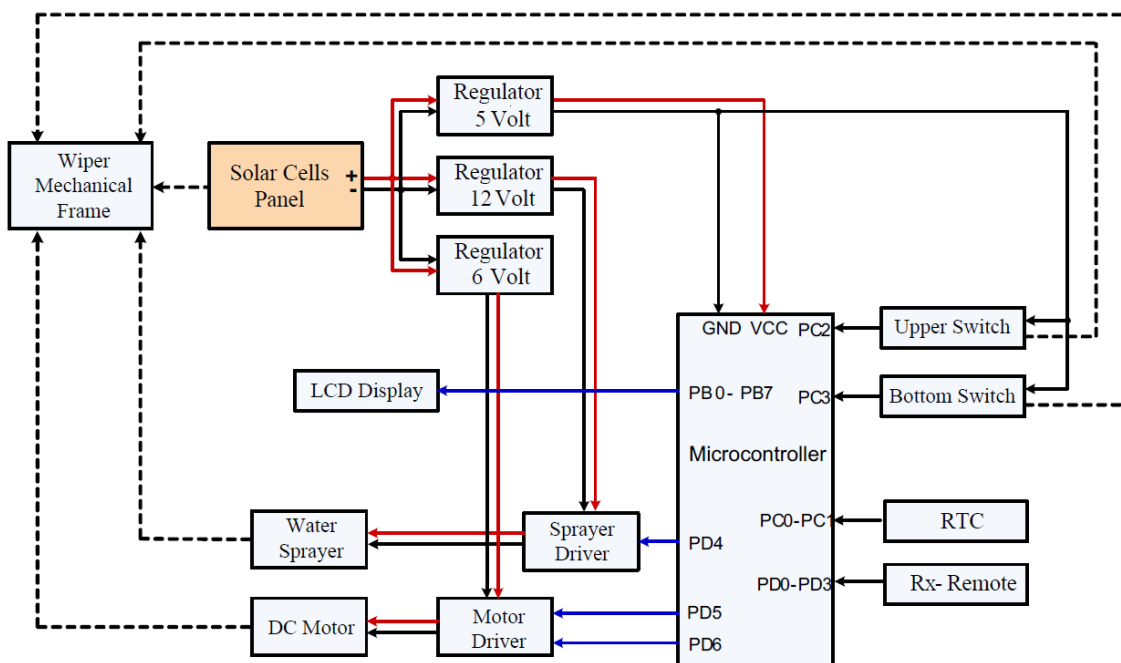 Regulator
5 Volt
Wiper
Mechanical
Frame
Solar Cells
Panel
+
-
Regulator
12 Volt
Regulator
6 Volt
GND VCC PC2
Upper Switch
LCD Display
PB0- PB7
PC3
Bottom Switch
Microcontroller
PC0-PC1
RTC
Water
Sprayer
Sprayer
Driver
PD4
PD0-PD3
Rx- Remote
DC Motor
Motor
Driver
PD5
PD6